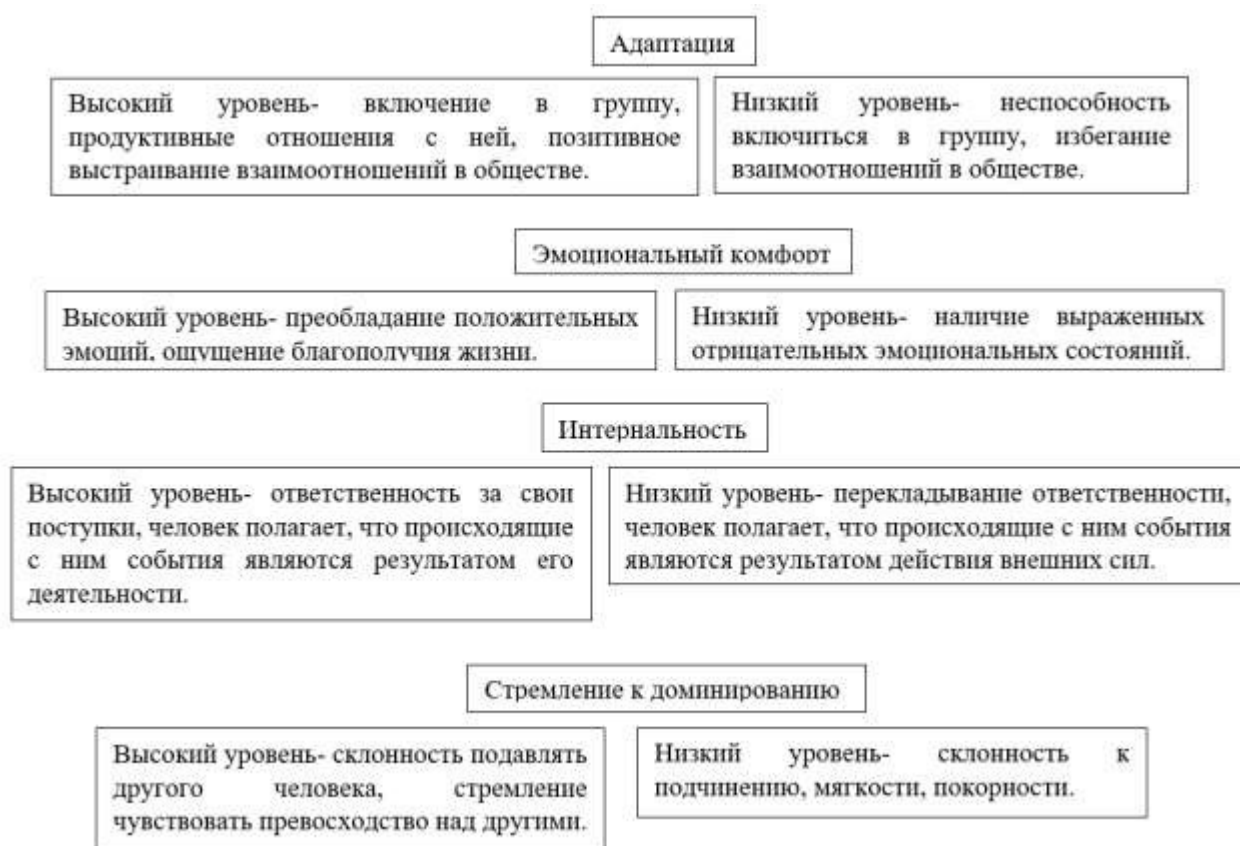 Адаптация
Высокий уровень- включение в группу,
продуктивные отношения с ней, позитивное
выстраивание взаимоотношений в обществе.
Низкий уровень- неспособность
включиться в группу, избегание
взаимоотношений в обществе.
Эмоциональный комфорт
Высокий уровень- преобладание положительных
эмоций, ощущение благополучия жизни.
Низкий уровень- наличие выраженных
отрицательных эмоциональных состояний.
Интернальность
Высокий уровень- ответственность за свои
поступки, человек полагает, что происходящие
с ним события являются результатом его
деятельности.
Низкий уровень- перекладывание ответственности,
человек полагает, что происходящие с ним события
являются результатом действия внешних сил.
Стремление к доминированию
Высокий уровень- склонность подавлять
другого человека, стремление
чувствовать превосходство над другими.
Низкий уровень- склонность к
подчинению, мягкости, покорности.